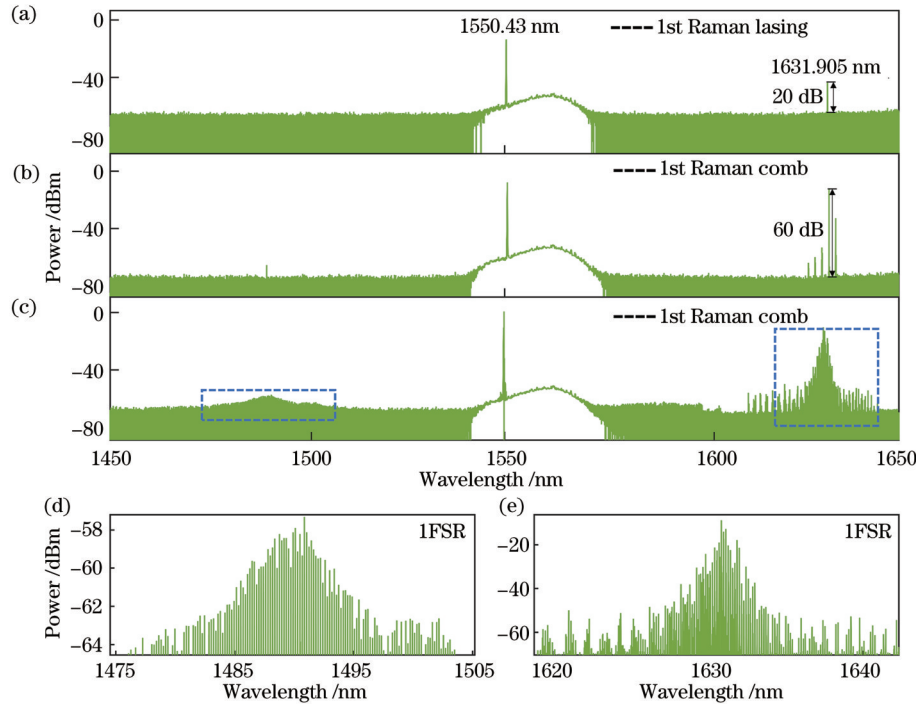 (a)
0
−40
−80
1550.43 nm
1st Raman lasing
1631.905 nm
20 dB
(b)
0
−40
−80
1st Raman comb
60 dB
Power /dBm
(c)
0
−40
−80
1st Raman comb
1450 1500 1550 1600 1650
Wavelength /nm
(d)
−58
−60
−62
−64
1FSR
Power /dBm
1475 1485 1495 1505
Wavelength /nm
(e)
−20
−40
−60
1FSR
1620 1630 1640
Wavelength /nm